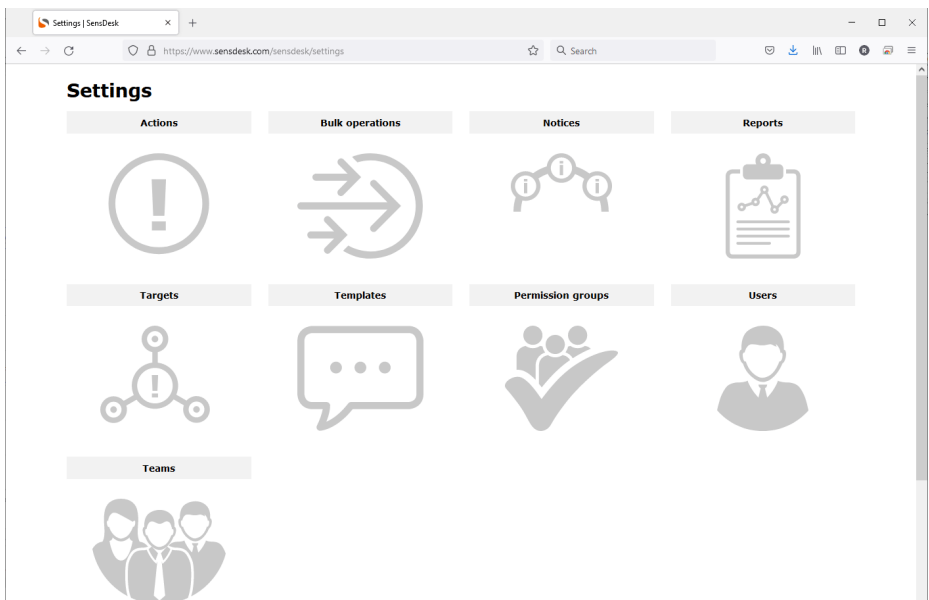 Settings | SensDesk
https://www.sensdesk.com/sensdesk/settings
Search
R
Settings
Actions
Bulk operations
Notices
Reports
!
i i i
Targets
Templates
Permission groups
Users
!
Teams